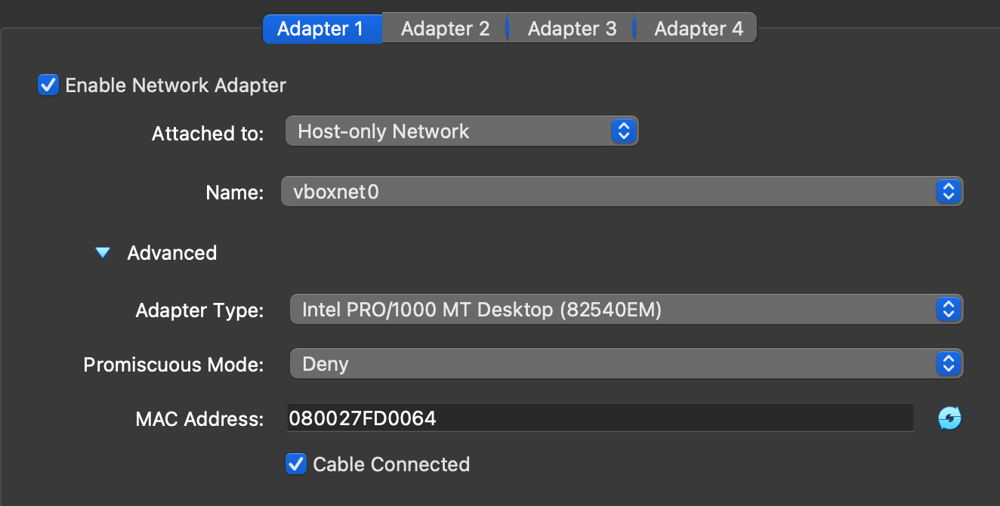 Adapter 1 Adapter 2 Adapter 3 Adapter 4
Enable Network Adapter
Attached to: Host-only Network
Name: vboxnet0
Advanced
Adapter Type: Intel PRO/1000 MT Desktop (82540EM)
Promiscuous Mode: Deny
MAC Address: 080027FD0064
Cable Connected